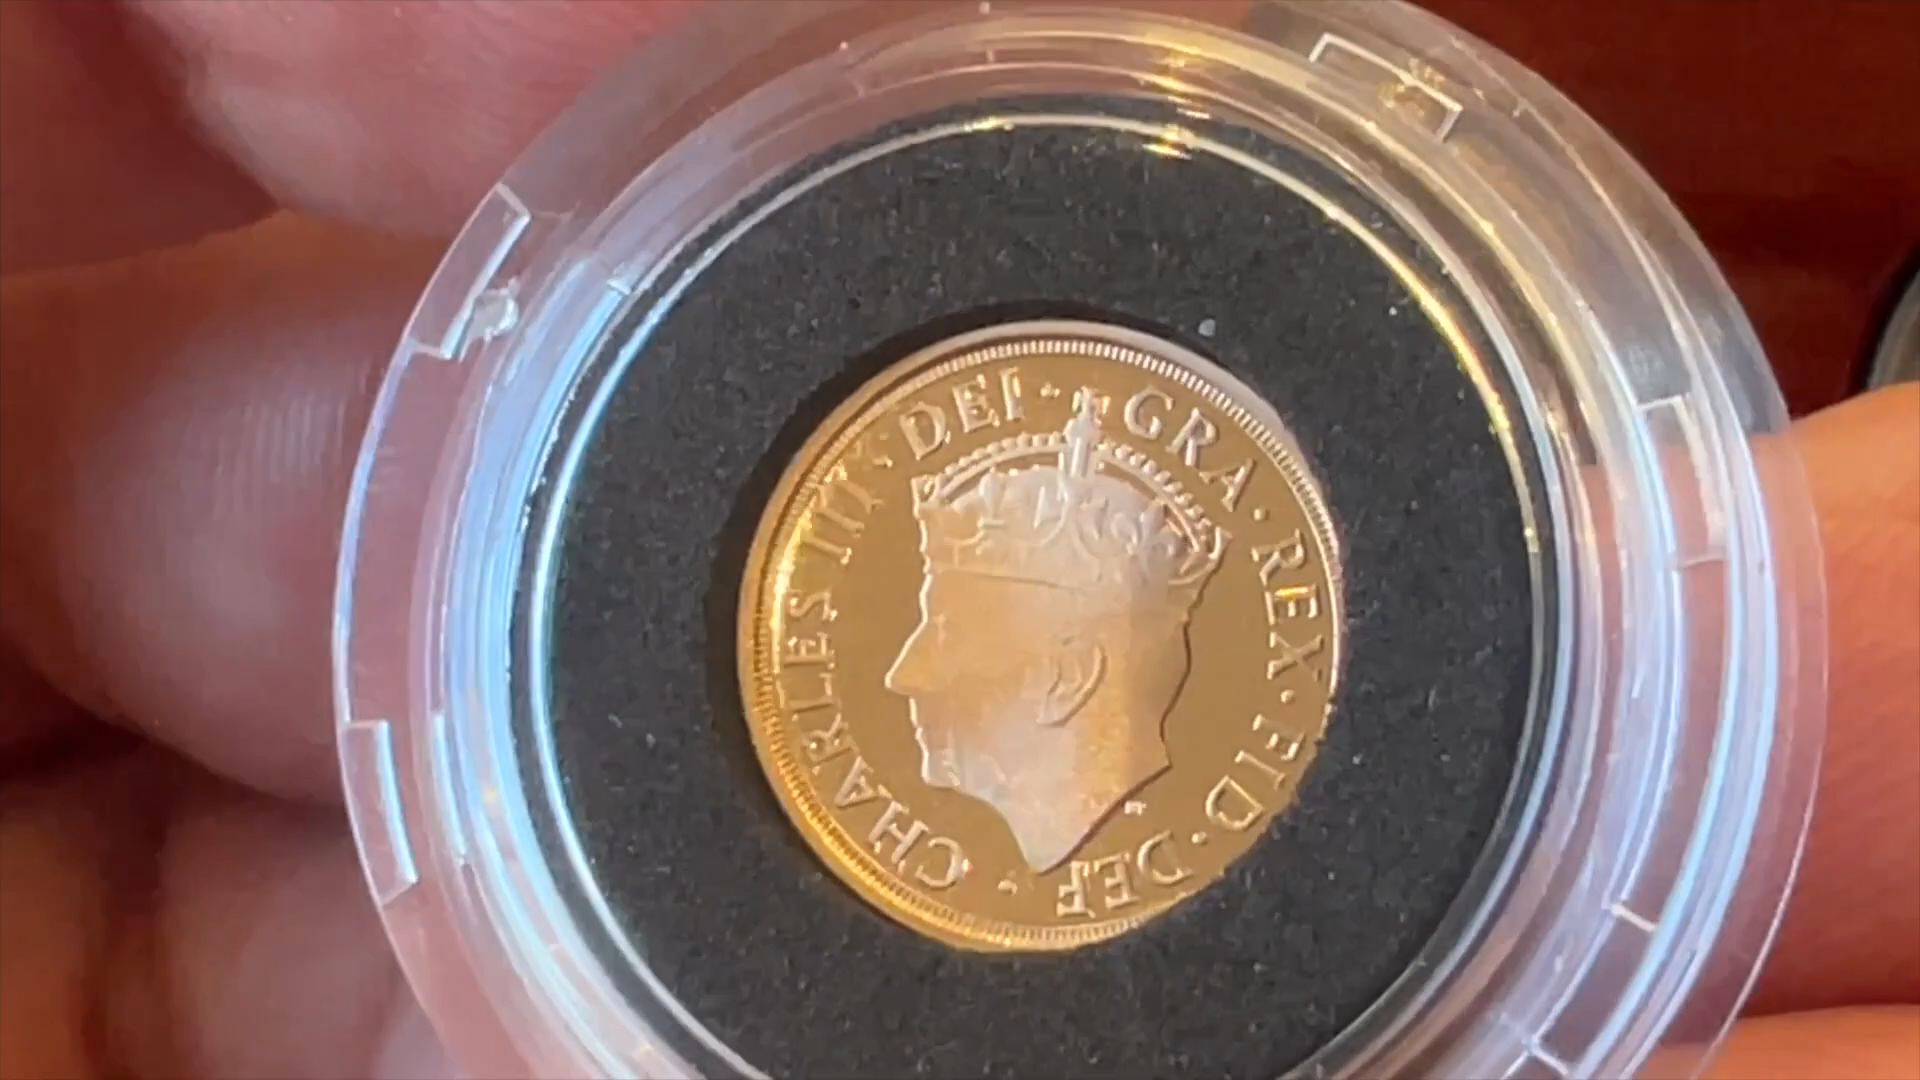 · CHARLES III · DEI · GRA · REX · FID · DEF